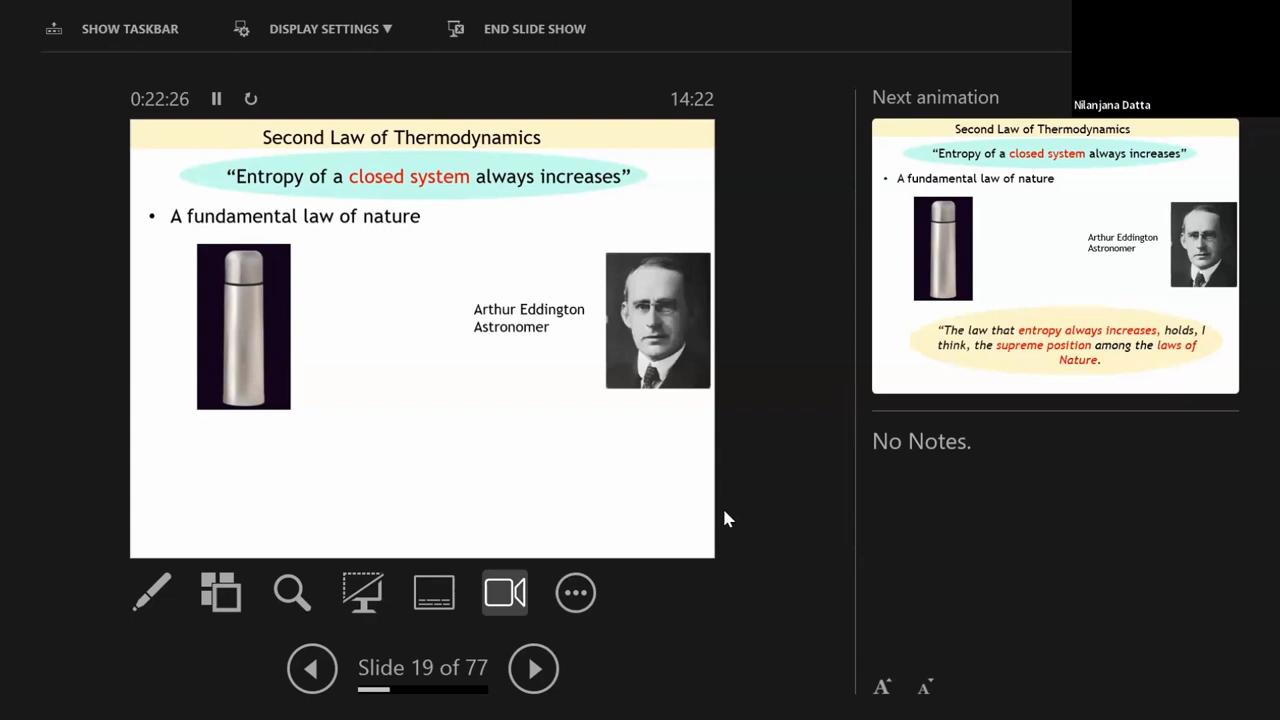 SHOW TASKBAR
DISPLAY SETTINGS ▼
END SLIDE SHOW
0:22:26
14:22
Second Law of Thermodynamics
“Entropy of a closed system always increases”
• A fundamental law of nature
Arthur Eddington
Astronomer
Slide 19 of 77
Next animation
Nilanjana Datta
Second Law of Thermodynamics
“Entropy of a closed system always increases”
• A fundamental law of nature
Arthur Eddington
Astronomer
“The law that entropy always increases, holds, I
think, the supreme position among the laws of
Nature.
No Notes.
A A